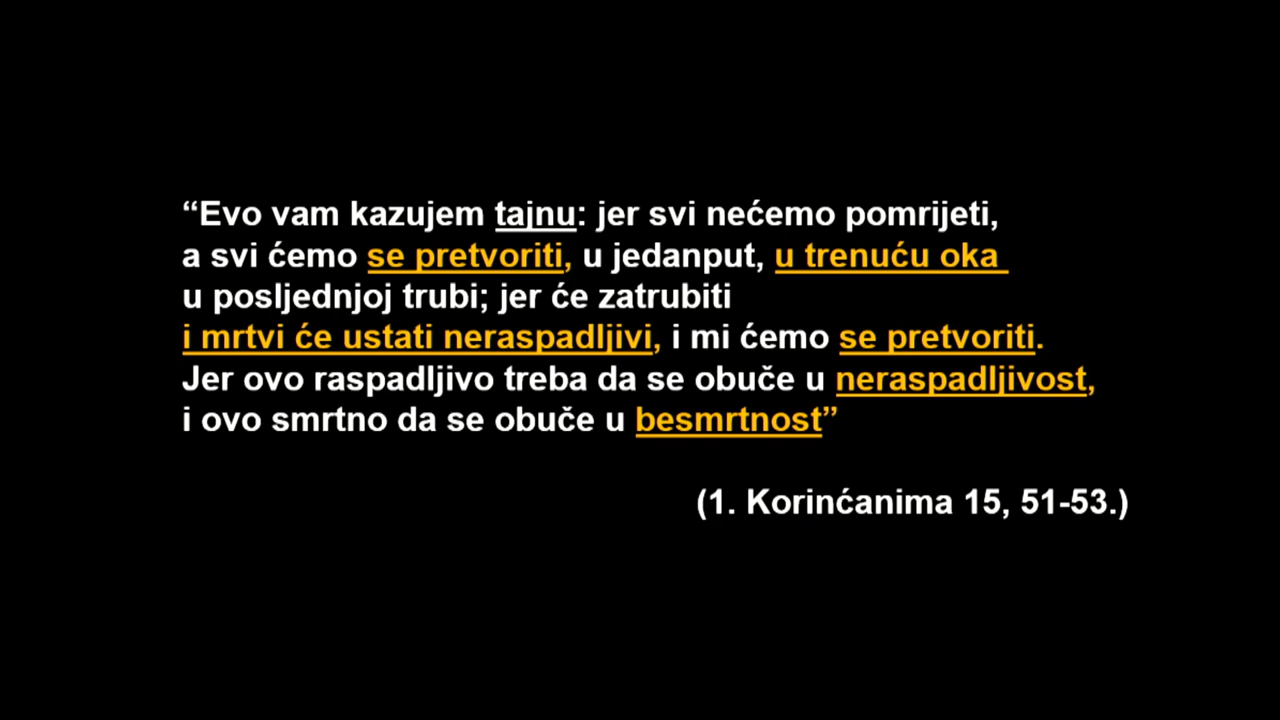 “Evo vam kazujem tajnu: jer svi nećemo pomrijeti,
a svi ćemo se pretvoriti, u jedanput, u trenuću oka
u posljednjoj trubi; jer će zatrubiti
i mrtvi će ustati neraspadljivi, i mi ćemo se pretvoriti.
Jer ovo raspadljivo treba da se obuče u neraspadljivost,
i ovo smrtno da se obuče u besmrtnost”
(1. Korinćanima 15, 51-53.)